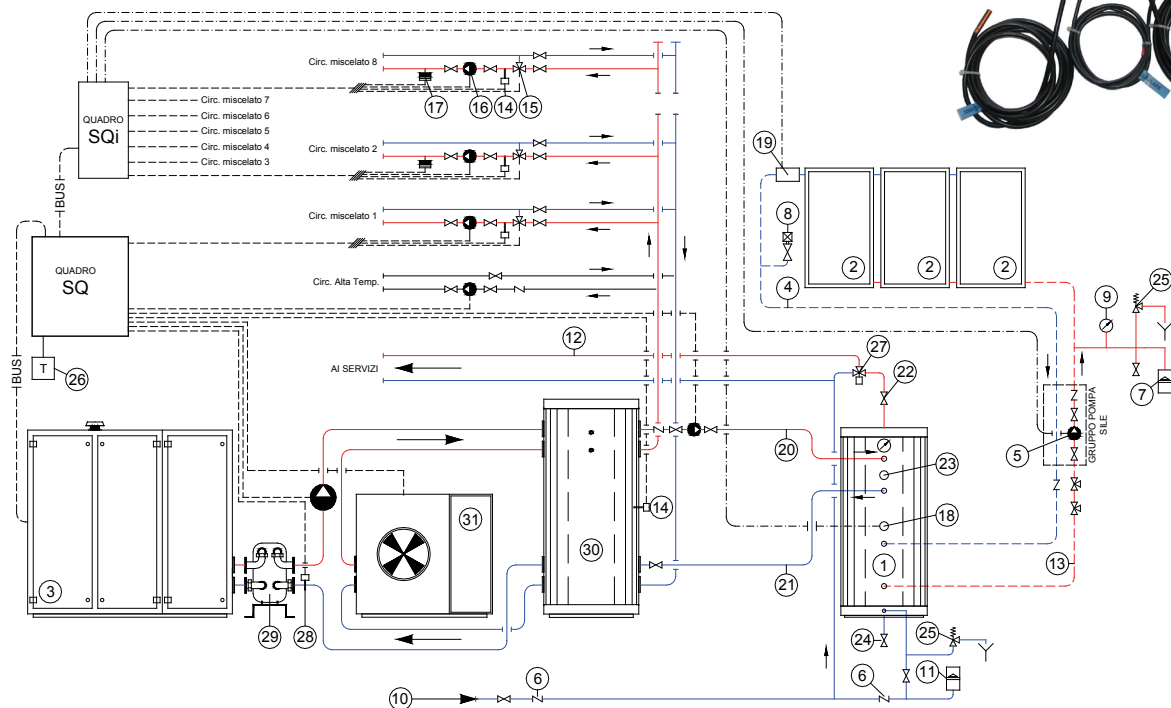 Circ. miscelato 8
17
16
14
15
QUADRO
SQi
Circ. miscelato 7
Circ. miscelato 6
Circ. miscelato 5
Circ. miscelato 4
Circ. miscelato 3
Circ. miscelato 2
BUS
19
8
2
2
2
Circ. miscelato 1
QUADRO
SQ
Circ. Alta Temp.
4
9
25
7
BUS
T
26
12
AI SERVIZI
27
22
GRUPPO POMPA
SILE
5
20
23
31
14
18
30
1
3
21
13
29
28
24
25
10
6
6
11